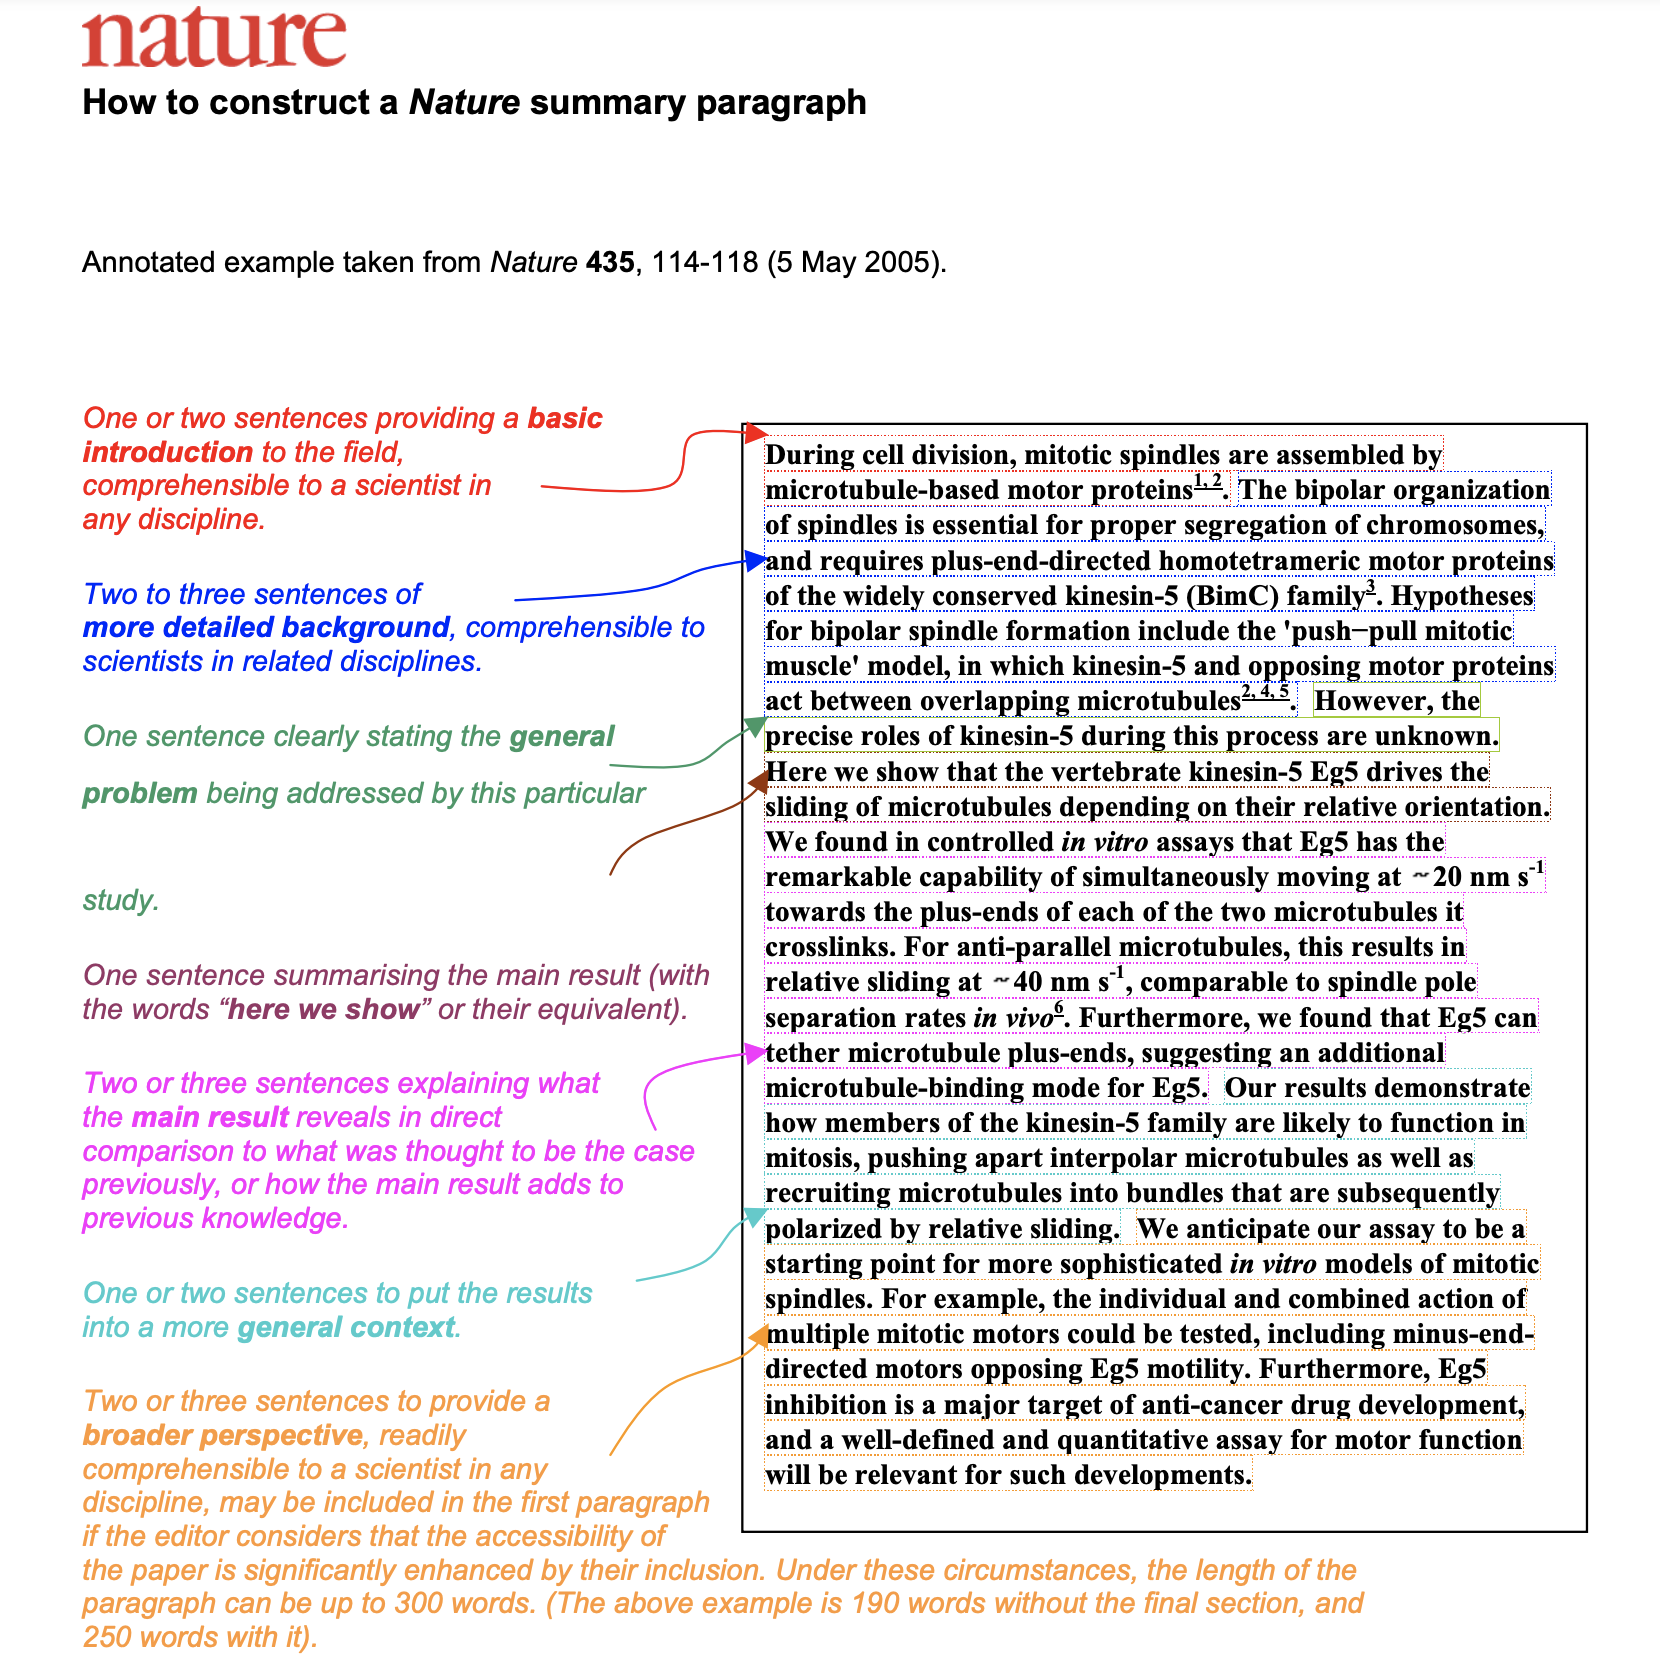 nature
How to construct a Nature summary paragraph
Annotated example taken from Nature 435, 114-118 (5 May 2005).
One or two sentences providing a basic
introduction to the field,
comprehensible to a scientist in
any discipline.
Two to three sentences of
more detailed background, comprehensible to
scientists in related disciplines.
One sentence clearly stating the general
problem being addressed by this particular
study.
One sentence summarising the main result (with
the words “here we show” or their equivalent).
Two or three sentences explaining what
the main result reveals in direct
comparison to what was thought to be the case
previously, or how the main result adds to
previous knowledge.
One or two sentences to put the results
into a more general context.
Two or three sentences to provide a
broader perspective, readily
comprehensible to a scientist in any
discipline, may be included in the first paragraph
if the editor considers that the accessibility of
the paper is significantly enhanced by their inclusion. Under these circumstances, the length of the
paragraph can be up to 300 words. (The above example is 190 words without the final section, and
250 words with it).
During cell division, mitotic spindles are assembled by
microtubule-based motor proteins1, 2. The bipolar organization
of spindles is essential for proper segregation of chromosomes,
and requires plus-end-directed homotetrameric motor proteins
of the widely conserved kinesin-5 (BimC) family3. Hypotheses
for bipolar spindle formation include the 'push–pull mitotic
muscle' model, in which kinesin-5 and opposing motor proteins
act between overlapping microtubules2, 4, 5. However, the
precise roles of kinesin-5 during this process are unknown.
Here we show that the vertebrate kinesin-5 Eg5 drives the
sliding of microtubules depending on their relative orientation.
We found in controlled in vitro assays that Eg5 has the
remarkable capability of simultaneously moving at ~20 nm s-1
towards the plus-ends of each of the two microtubules it
crosslinks. For anti-parallel microtubules, this results in
relative sliding at ~40 nm s-1, comparable to spindle pole
separation rates in vivo6. Furthermore, we found that Eg5 can
tether microtubule plus-ends, suggesting an additional
microtubule-binding mode for Eg5. Our results demonstrate
how members of the kinesin-5 family are likely to function in
mitosis, pushing apart interpolar microtubules as well as
recruiting microtubules into bundles that are subsequently
polarized by relative sliding. We anticipate our assay to be a
starting point for more sophisticated in vitro models of mitotic
spindles. For example, the individual and combined action of
multiple mitotic motors could be tested, including minus-end-
directed motors opposing Eg5 motility. Furthermore, Eg5
inhibition is a major target of anti-cancer drug development,
and a well-defined and quantitative assay for motor function
will be relevant for such developments.